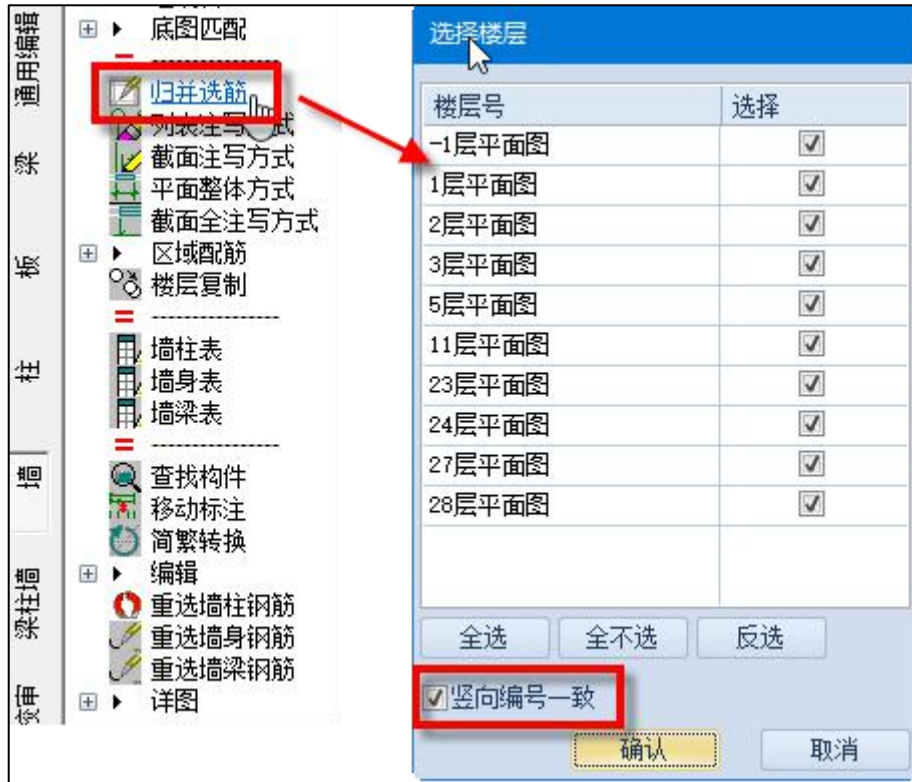 通用编辑
梁
板
柱
墙
梁柱墙
底图匹配
归并选筋
列表注写 式
截面注写方式
平面整体方式
截面全注写方式
区域配筋
楼层复制
墙柱表
墙身表
墙梁表
查找构件
移动标注
简繁转换
编辑
重选墙柱钢筋
重选墙身钢筋
重选墙梁钢筋
详图
选择楼层
楼层号 选择
-1层平面图
1层平面图
2层平面图
3层平面图
5层平面图
11层平面图
23层平面图
24层平面图
27层平面图
28层平面图
全选 全不选 反选
竖向编号一致
确认 取消